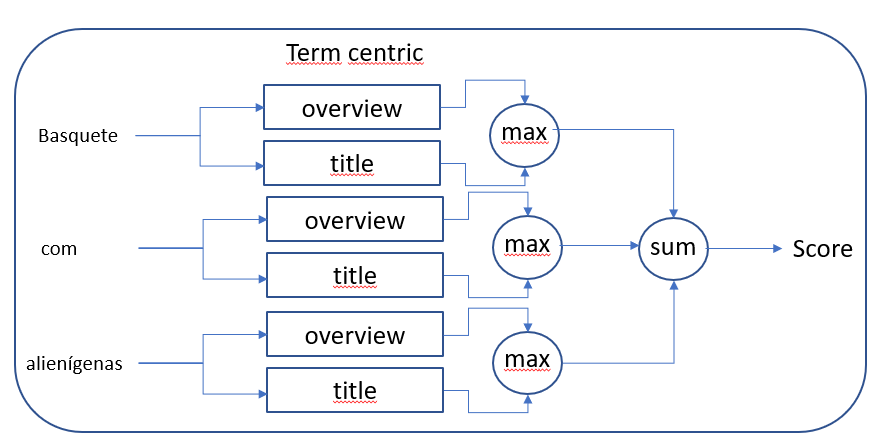 Term centric
Basquete
overview
title
max
com
overview
title
max
sum
Score
alienígenas
overview
title
max